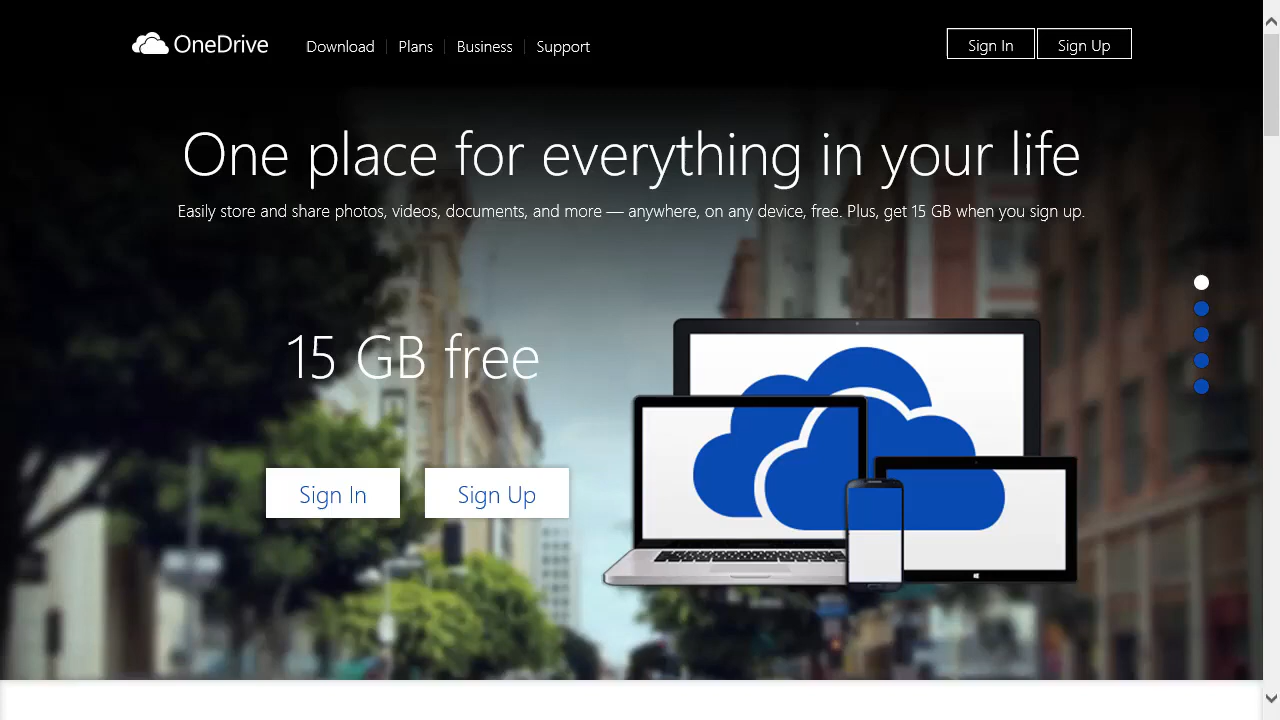 OneDrive Download Plans Business Support Sign In Sign Up
One place for everything in your life
Easily store and share photos, videos, documents, and more — anywhere, on any device, free. Plus, get 15 GB when you sign up.
15 GB free
Sign In Sign Up